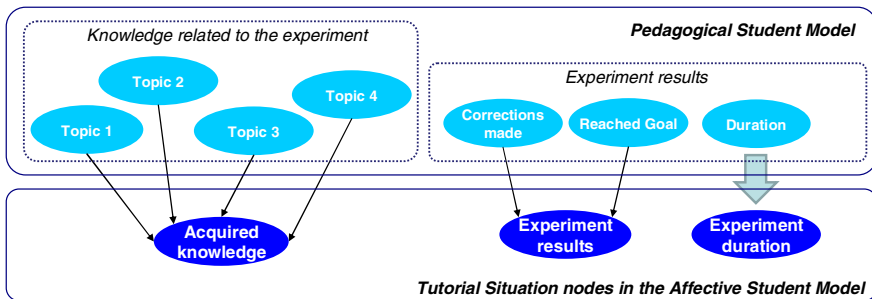 Pedagogical Student Model
Knowledge related to the experiment
Topic 1
Topic 2
Topic 3
Topic 4
Experiment results
Corrections
made
Reached Goal
Duration
Acquired
knowledge
Experiment
results
Experiment
duration
Tutorial Situation nodes in the Affective Student Model